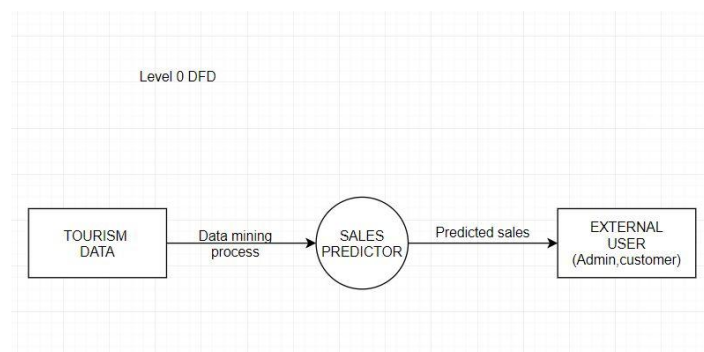 Level 0 DFD
TOURISM
DATA
Data mining
process
SALES
PREDICTOR
Predicted sales
EXTERNAL
USER
(Admin,customer)